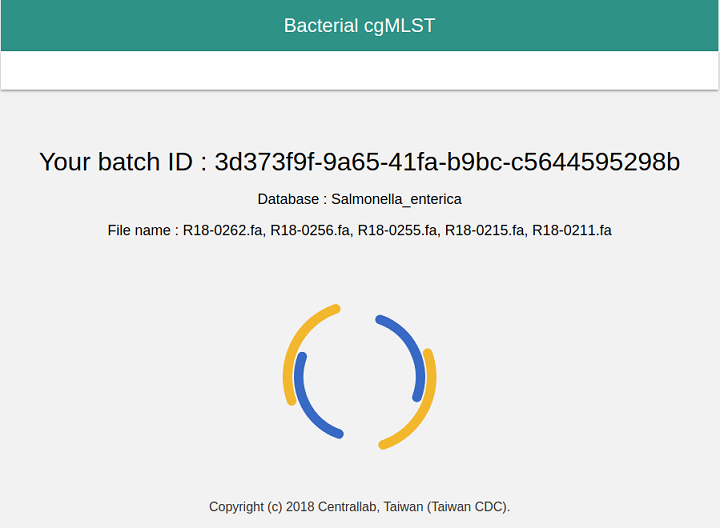 Bacterial cgMLST
Your batch ID : 3d373f9f-9a65-41fa-b9bc-c5644595298b
Database : Salmonella_enterica
File name : R18-0262.fa, R18-0256.fa, R18-0255.fa, R18-0215.fa, R18-0211.fa
Copyright (c) 2018 Centrallab, Taiwan (Taiwan CDC).